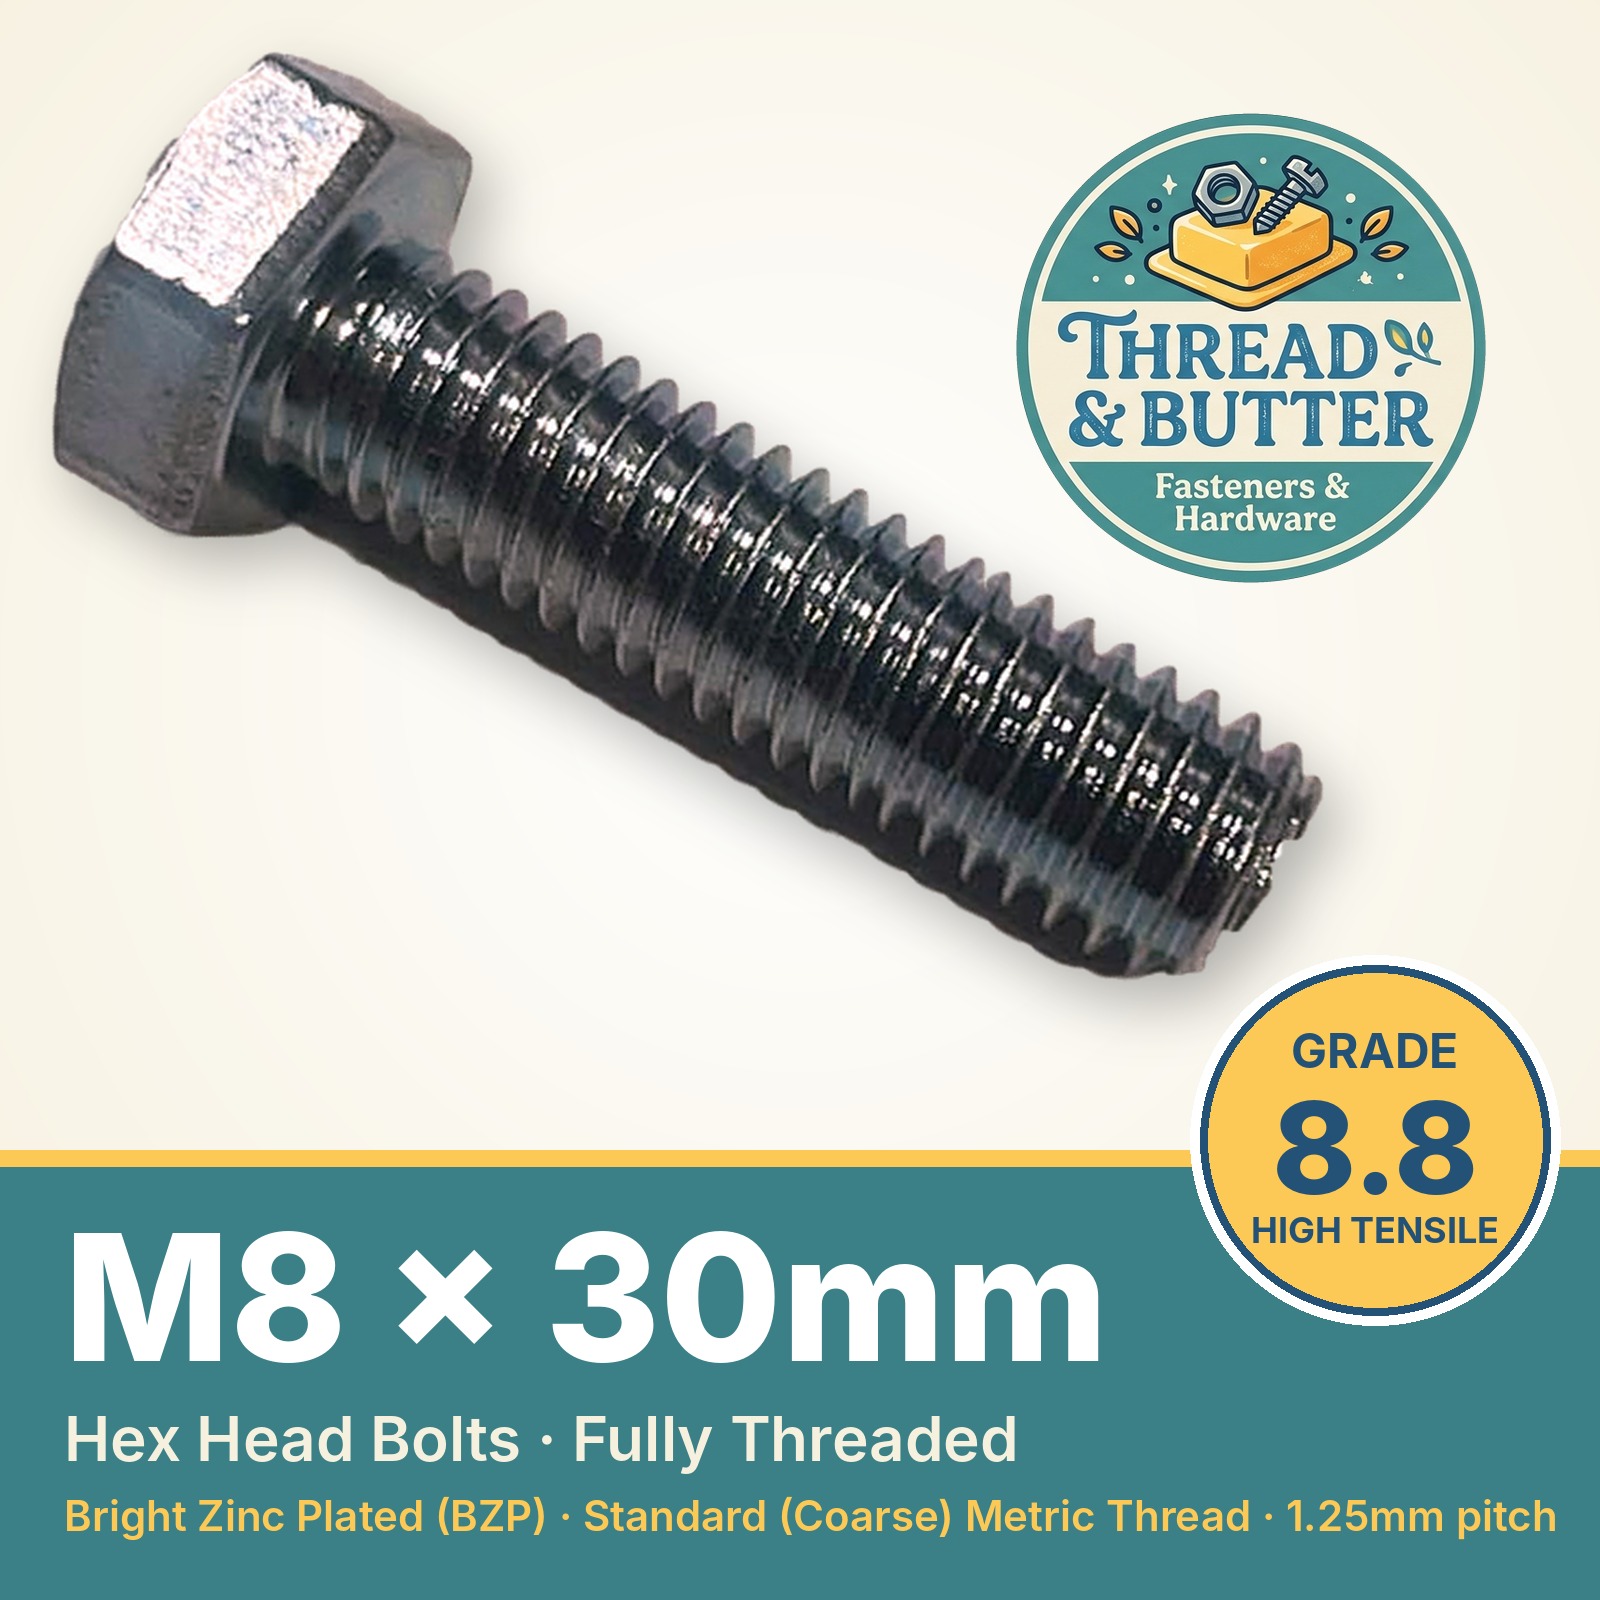 THREAD
& BUTTER
Fasteners &
Hardware
GRADE
8.8
HIGH TENSILE
M8 × 30mm
Hex Head Bolts · Fully Threaded
Bright Zinc Plated (BZP) · Standard (Coarse) Metric Thread · 1.25mm pitch